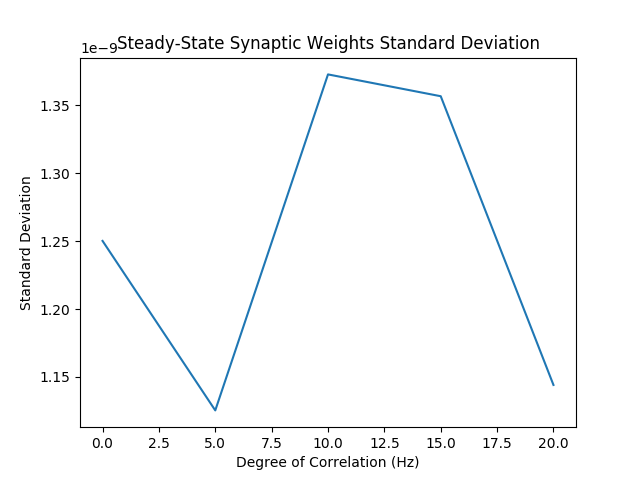 1e−9
Steady-State Synaptic Weights Standard Deviation
1.35
1.30
1.25
1.20
1.15
Standard Deviation
0.0 2.5 5.0 7.5 10.0 12.5 15.0 17.5 20.0
Degree of Correlation (Hz)